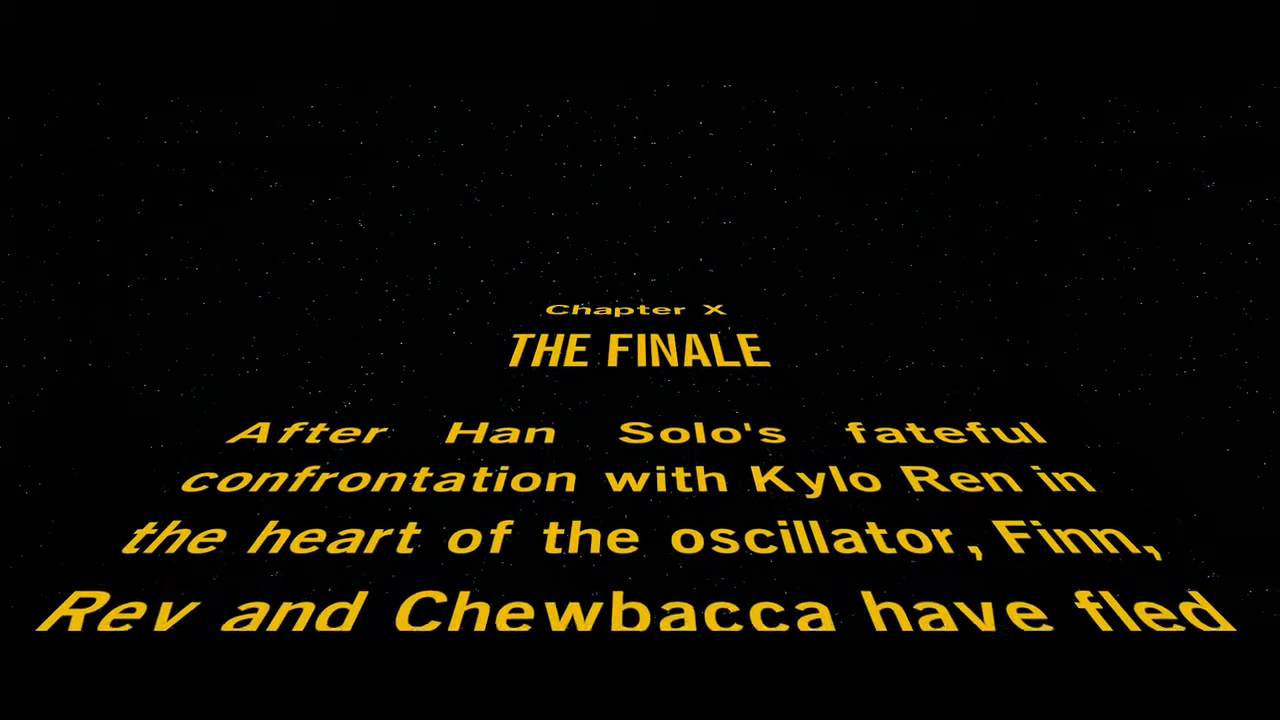 Chapter X
THE FINALE
After Han Solo's fateful
confrontation with Kylo Ren in
the heart of the oscillator, Finn,
Rev and Chewbacca have fled